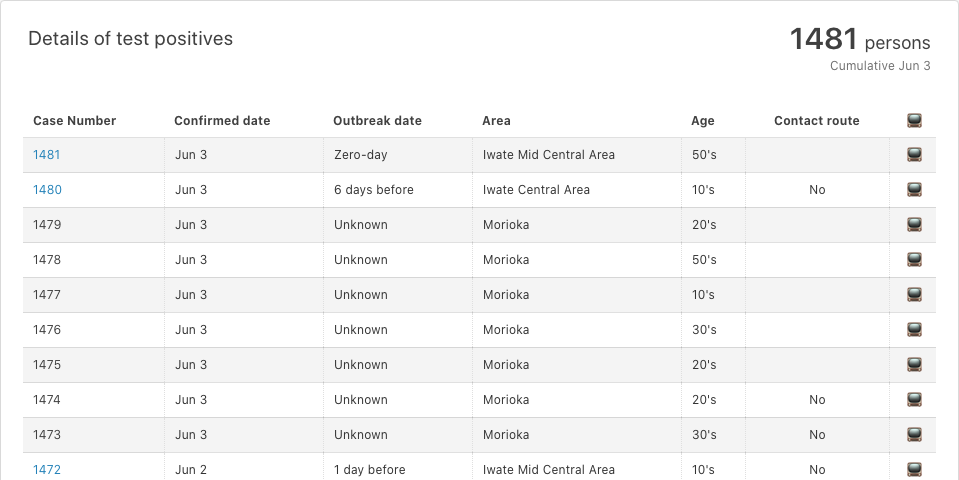 Details of test positives
1481 persons
Cumulative Jun 3
Case Number Confirmed date Outbreak date Area Age Contact route
1481 Jun 3 Zero-day Iwate Mid Central Area 50's
1480 Jun 3 6 days before Iwate Central Area 10's No
1479 Jun 3 Unknown Morioka 20's
1478 Jun 3 Unknown Morioka 50's
1477 Jun 3 Unknown Morioka 10's
1476 Jun 3 Unknown Morioka 30's
1475 Jun 3 Unknown Morioka 20's
1474 Jun 3 Unknown Morioka 20's No
1473 Jun 3 Unknown Morioka 30's No
1472 Jun 2 1 day before Iwate Mid Central Area 10's No